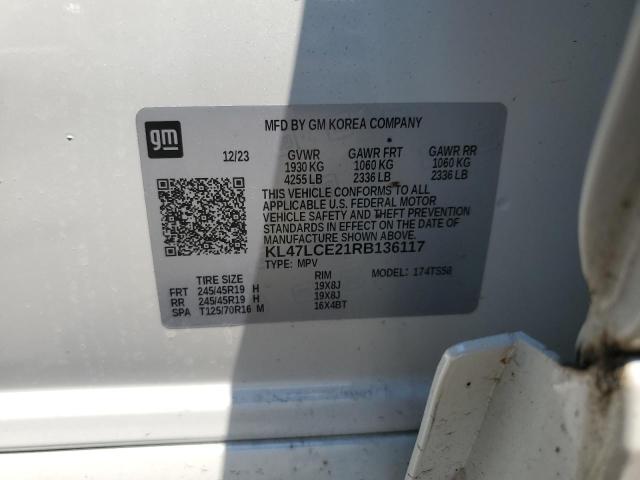 gm
MFD BY GM KOREA COMPANY
12/23 GVWR GAWR FRT GAWR RR
1930 KG 1060 KG 1060 KG
4255 LB 2336 LB 2336 LB
THIS VEHICLE CONFORMS TO ALL
APPLICABLE U.S. FEDERAL MOTOR
VEHICLE SAFETY AND THEFT PREVENTION
STANDARDS IN EFFECT ON THE DATE OF
MANUFACTURE SHOWN ABOVE.
KL47LCE21RB136117
TYPE: MPV MODEL: 174TS58
TIRE SIZE RIM
FRT 245/45R19 H 19X8J
RR 245/45R19 H 19X8J
SPA T125/70R16 M 16X4BT